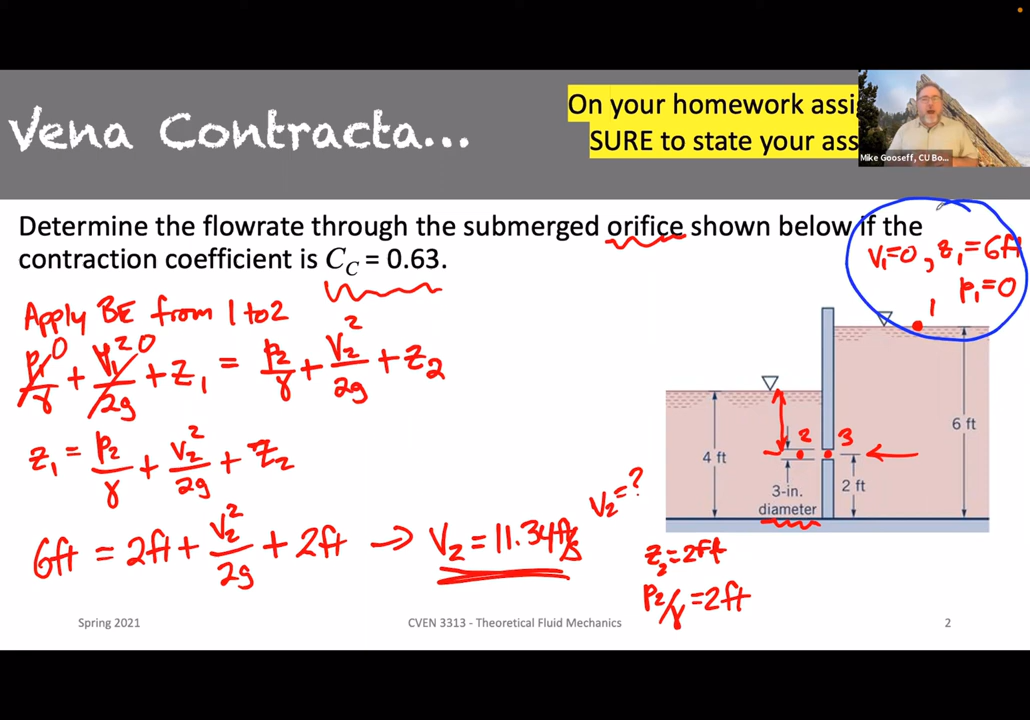 Vena Contracta...
On your homework
SURE to state your
Mike Gooseff, CU Bo...
Determine the flowrate through the submerged orifice shown below if the
contraction coefficient is C_C = 0.63.
V₁=0, z₁=6ft
p₁=0
1
Apply BE from 1 to 2
p₁/γ 0 + V₁²/2g 0 + z₁ = p₂/γ + V₂²/2g + z₂
z₁ = p₂/γ + V₂²/2g + z₂
6ft = 2ft + V₂²/2g + 2ft → V₂ = 11.34 ft/s
V₂=?
z₂=2ft
p₂/γ=2ft
2
3
4 ft
3-in.
diameter
2 ft
6 ft
Spring 2021
CVEN 3313 - Theoretical Fluid Mechanics
2